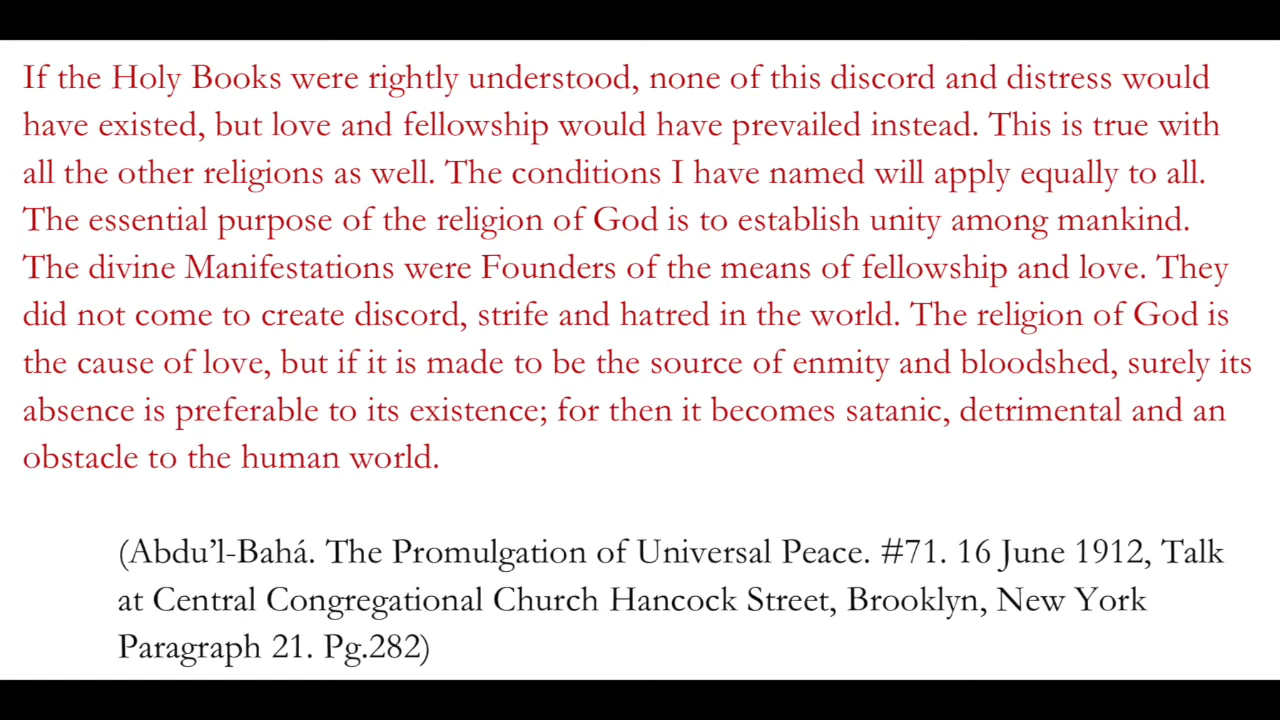 If the Holy Books were rightly understood, none of this discord and distress would
have existed, but love and fellowship would have prevailed instead. This is true with
all the other religions as well. The conditions I have named will apply equally to all.
The essential purpose of the religion of God is to establish unity among mankind.
The divine Manifestations were Founders of the means of fellowship and love. They
did not come to create discord, strife and hatred in the world. The religion of God is
the cause of love, but if it is made to be the source of enmity and bloodshed, surely its
absence is preferable to its existence; for then it becomes satanic, detrimental and an
obstacle to the human world.
(Abdu’l-Bahá. The Promulgation of Universal Peace. #71. 16 June 1912, Talk
at Central Congregational Church Hancock Street, Brooklyn, New York
Paragraph 21. Pg.282)